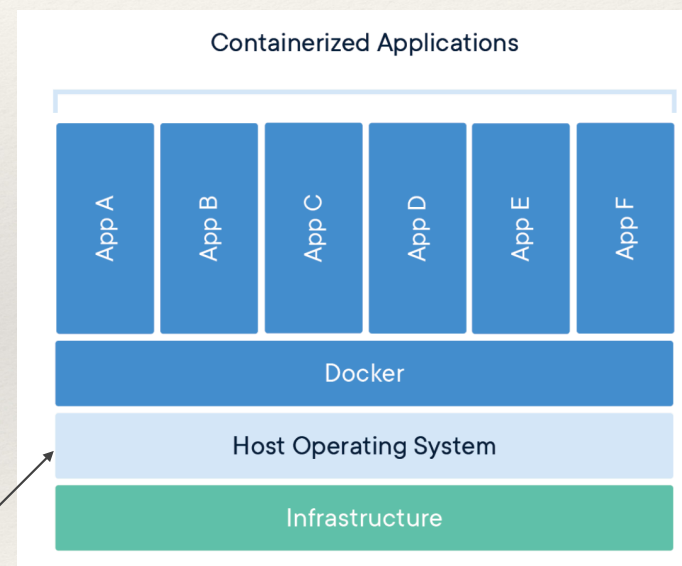 Containerized Applications
App A
App B
App C
App D
App E
App F
Docker
Host Operating System
Infrastructure